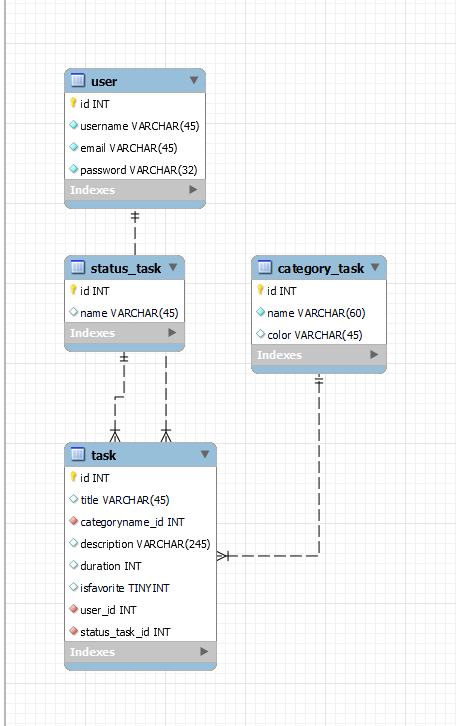 user
id INT
username VARCHAR(45)
email VARCHAR(45)
password VARCHAR(32)
Indexes
status_task
id INT
name VARCHAR(45)
Indexes
category_task
id INT
name VARCHAR(60)
color VARCHAR(45)
Indexes
task
id INT
title VARCHAR(45)
categoryname_id INT
description VARCHAR(245)
duration INT
isfavorite TINYINT
user_id INT
status_task_id INT
Indexes